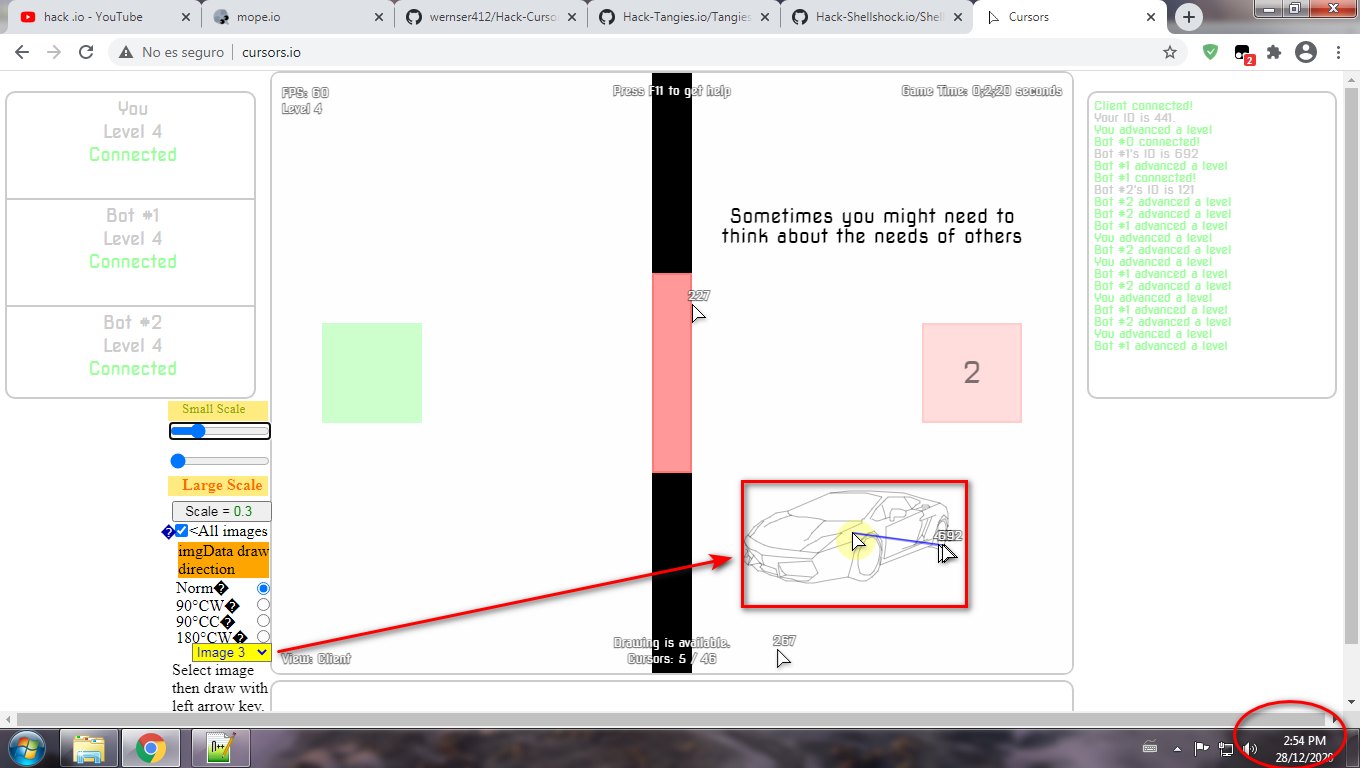 hack .io - YouTube
mope.io
wernser412/Hack-Curso
Hack-Tangies.io/Tangies
Hack-Shellshock.io/Shell
Cursors
No es seguro
cursors.io
2
You
Level 4
Connected
Bot #1
Level 4
Connected
Bot #2
Level 4
Connected
Small Scale
Large Scale
Scale = 0.3
<All images
imgData draw
direction
Norm�
90°CW�
90°CC�
180°CW�
Image 3
Select image
then draw with
left arrow key.
FPS: 60
Level 4
Press F11 to get help
Game Time: 0;2;20 seconds
Sometimes you might need to
think about the needs of others
227
2
692
267
Drawing is available.
Cursors: 5 / 46
View: Client
Client connected!
Your ID is 441.
You advanced a level
Bot #0 connected!
Bot #1's ID is 692
Bot #1 advanced a level
Bot #1 connected!
Bot #2's ID is 121
Bot #2 advanced a level
Bot #2 advanced a level
Bot #1 advanced a level
You advanced a level
Bot #2 advanced a level
You advanced a level
Bot #1 advanced a level
Bot #2 advanced a level
You advanced a level
Bot #1 advanced a level
Bot #2 advanced a level
You advanced a level
Bot #1 advanced a level
2:54 PM
28/12/2020